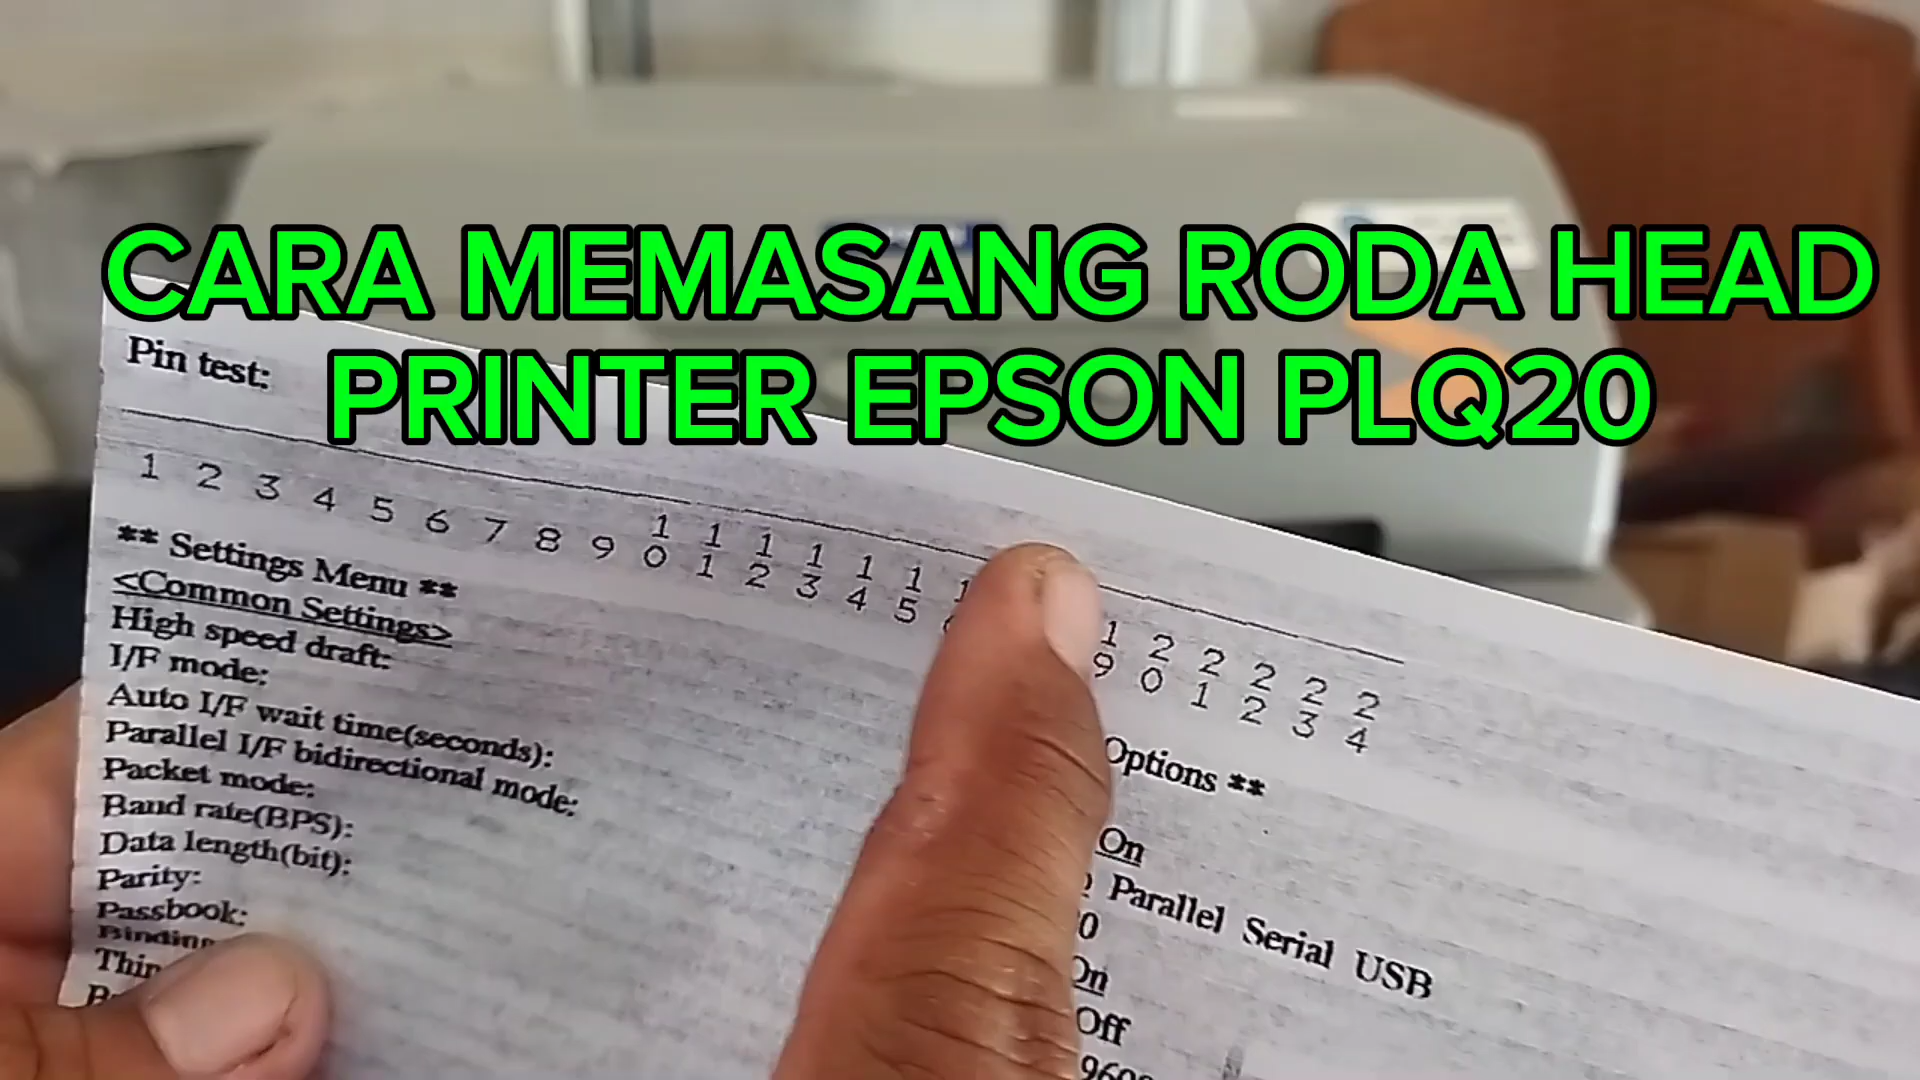 CARA MEMASANG RODA HEAD
PRINTER EPSON PLQ20
Pin test:
1 2 3 4 5 6 7 8 9 10 11 12 13 14 15 19 20 21 22 23 24
** Settings Menu ** Options **
<Common Settings>
High speed draft: On
I/F mode: Parallel Serial USB
Auto I/F wait time(seconds):
Parallel I/F bidirectional mode: On
Packet mode: Off
Baud rate(BPS):
Data length(bit):
Parity:
Passbook: